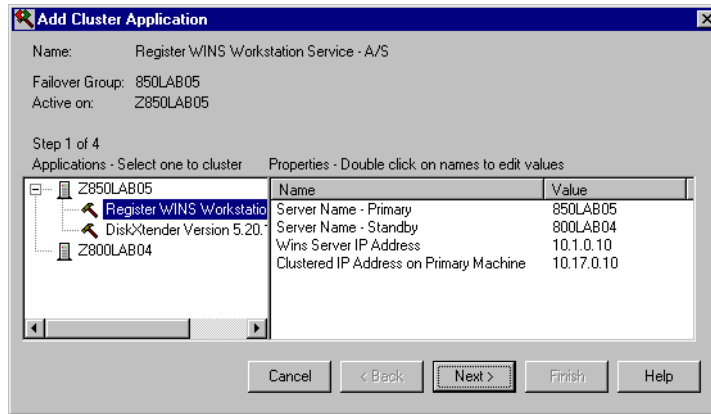 Add Cluster Application
Name: Register WINS Workstation Service - A/S
Failover Group: 850LAB05
Active on: Z850LAB05
Step 1 of 4
Applications - Select one to cluster Properties - Double click on names to edit values
Z850LAB05 Name Value
Register WINS Workstatio Server Name - Primary 850LAB05
DiskXtender Version 5.20. Server Name - Standby 800LAB04
Z800LAB04 Wins Server IP Address 10.1.0.10
Clustered IP Address on Primary Machine 10.17.0.10
Cancel < Back Next > Finish Help